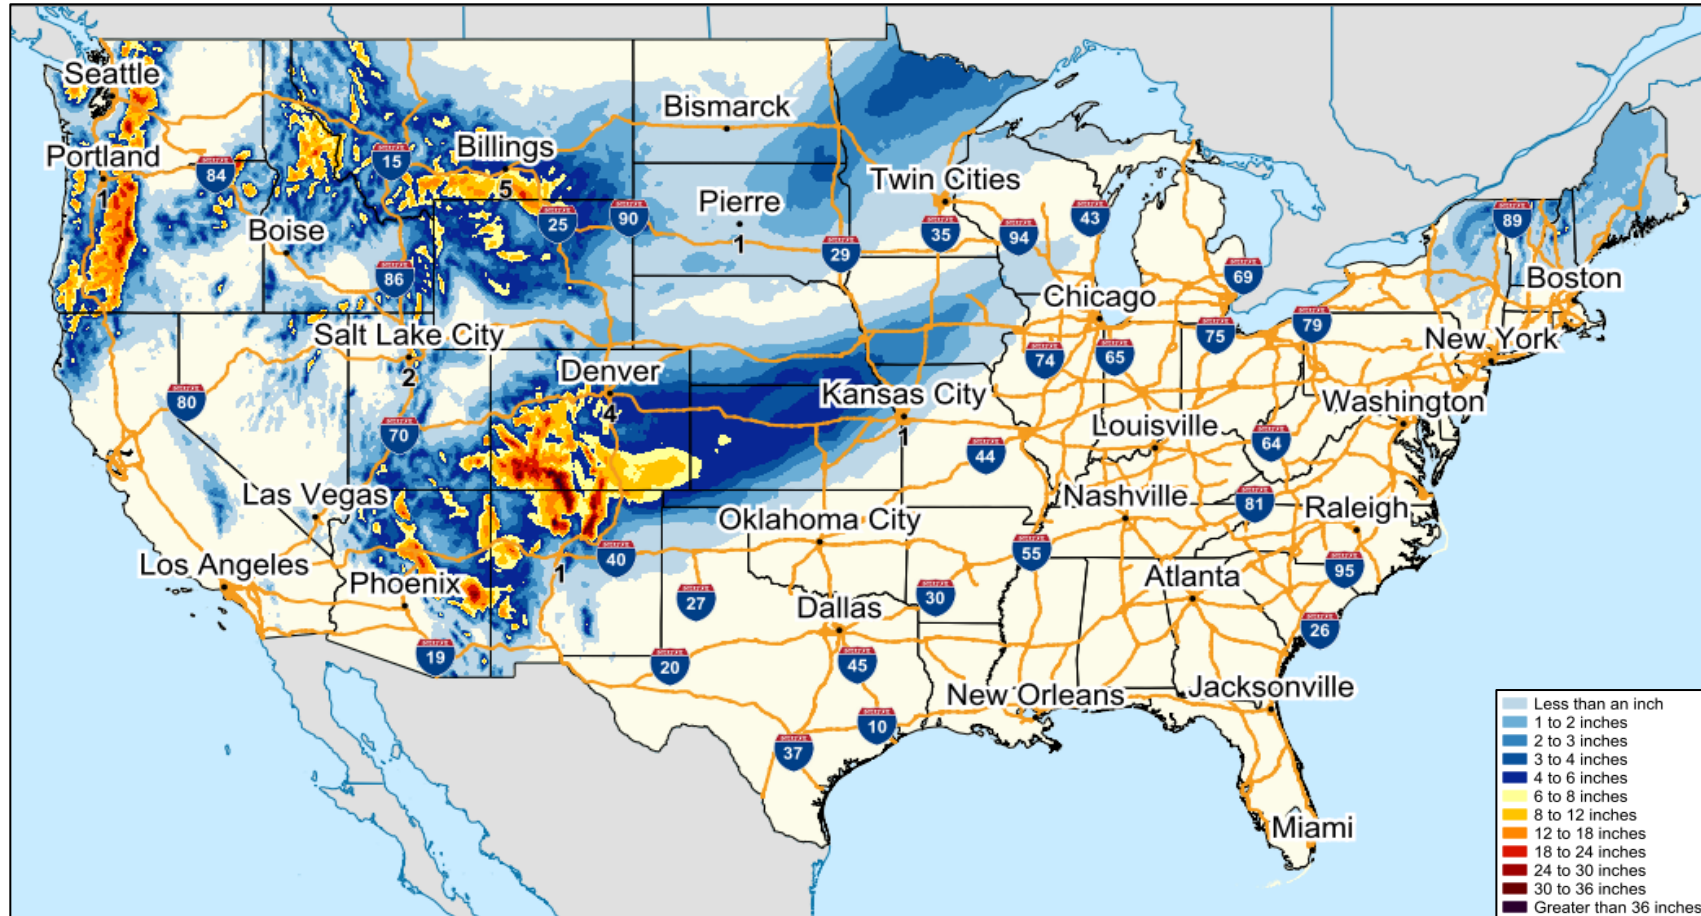 Seattle
Bismarck
Portland
1
84
15
Billings
5
Twin Cities
Pierre
1
25
90
29
35
94
43
69
89
Boise
86
Boston
Chicago
Salt Lake City
2
Denver
4
74
65
75
79
New York
80
70
Kansas City
1
44
Louisville
64
Washington
Las Vegas
Oklahoma City
Nashville
81
Raleigh
Los Angeles
Phoenix
1
40
55
95
27
30
Atlanta
Dallas
26
19
20
45
New Orleans
Jacksonville
10
37
Miami
Less than an inch
1 to 2 inches
2 to 3 inches
3 to 4 inches
4 to 6 inches
6 to 8 inches
8 to 12 inches
12 to 18 inches
18 to 24 inches
24 to 30 inches
30 to 36 inches
Greater than 36 inches